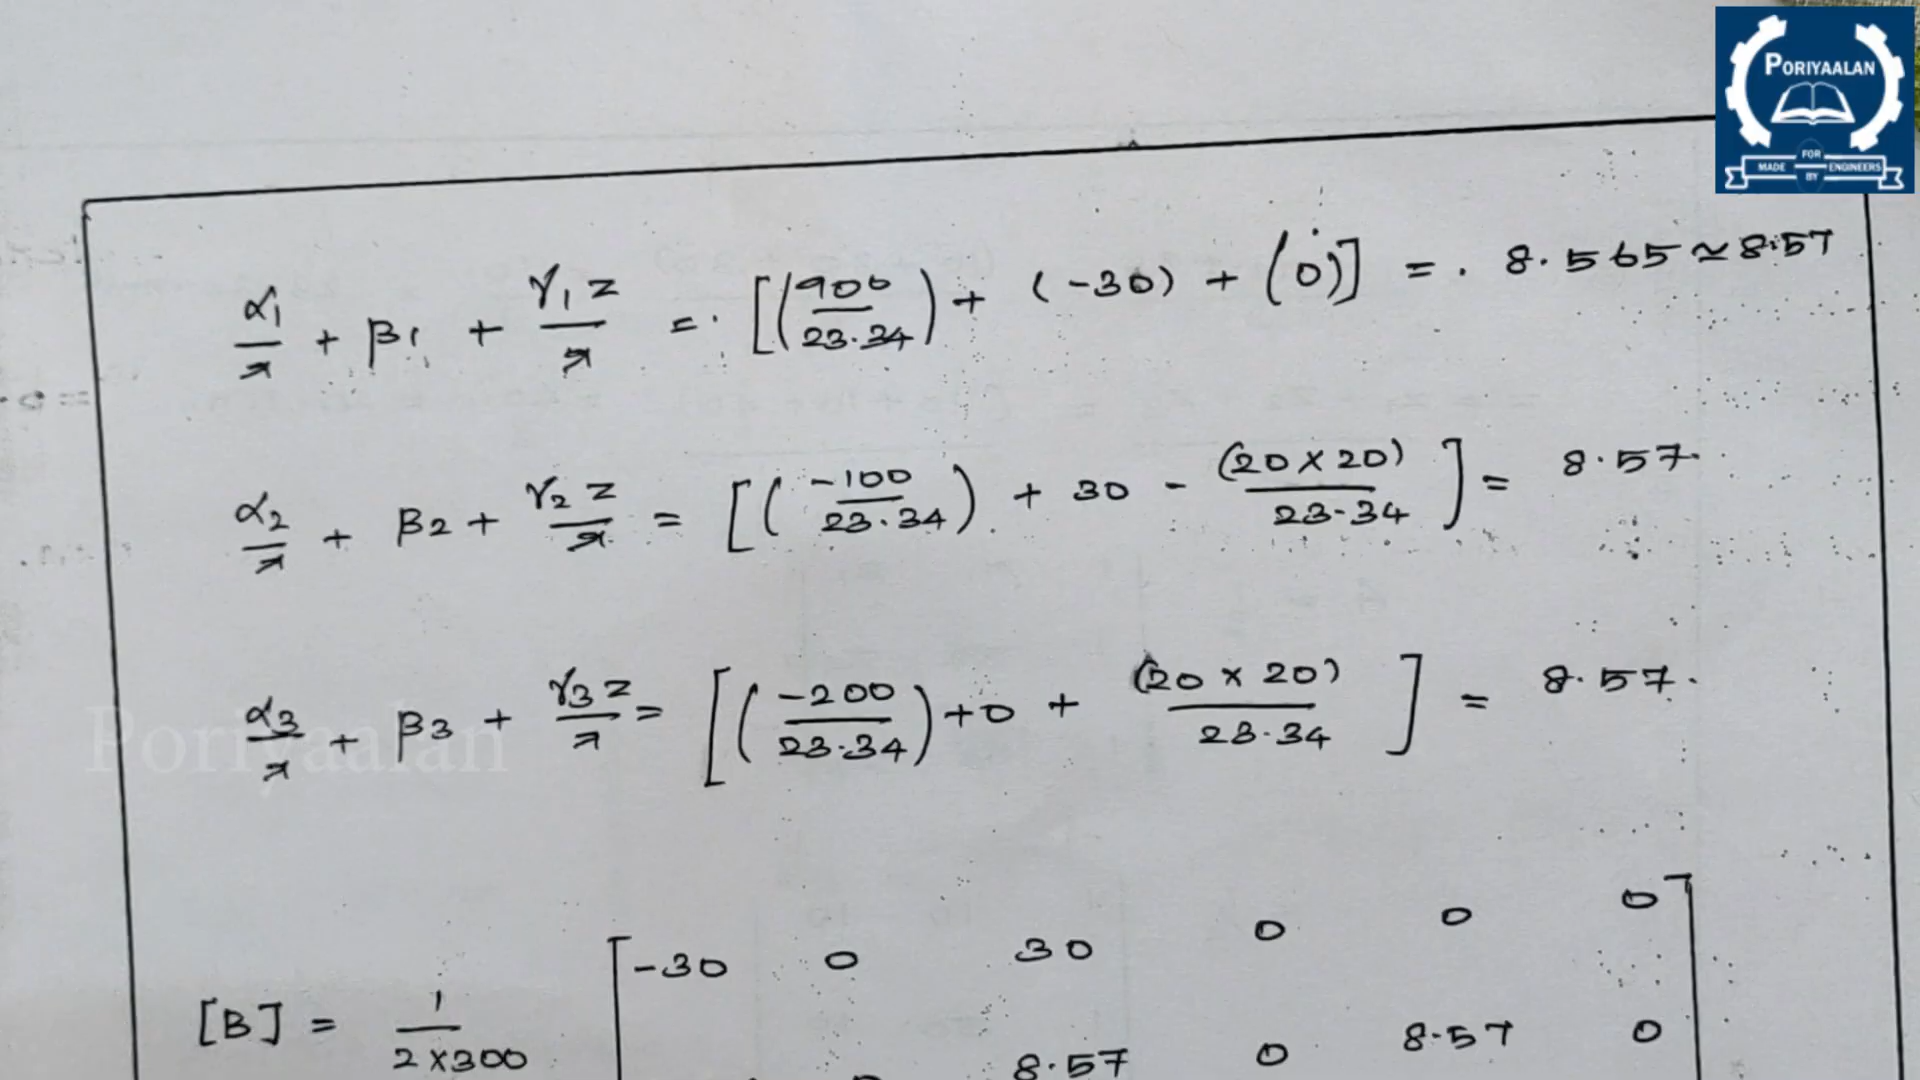 PORIYAALAN
MADE FOR BY ENGINEERS
α1/r + β1 + γ1z/r = [(900/23.34) + (-30) + (0)] = 8.565 ≃ 8.57
α2/r + β2 + γ2z/r = [(-100/23.34) + 30 - (20×20)/23.34] = 8.57
α3/r + β3 + γ3z/r = [(-200/23.34) + 0 + (20×20)/23.34] = 8.57
Poriyaalan
[B] = 1/2×300 [ -30 0 30 0 0 0 ]
8.57 0 8.57 0